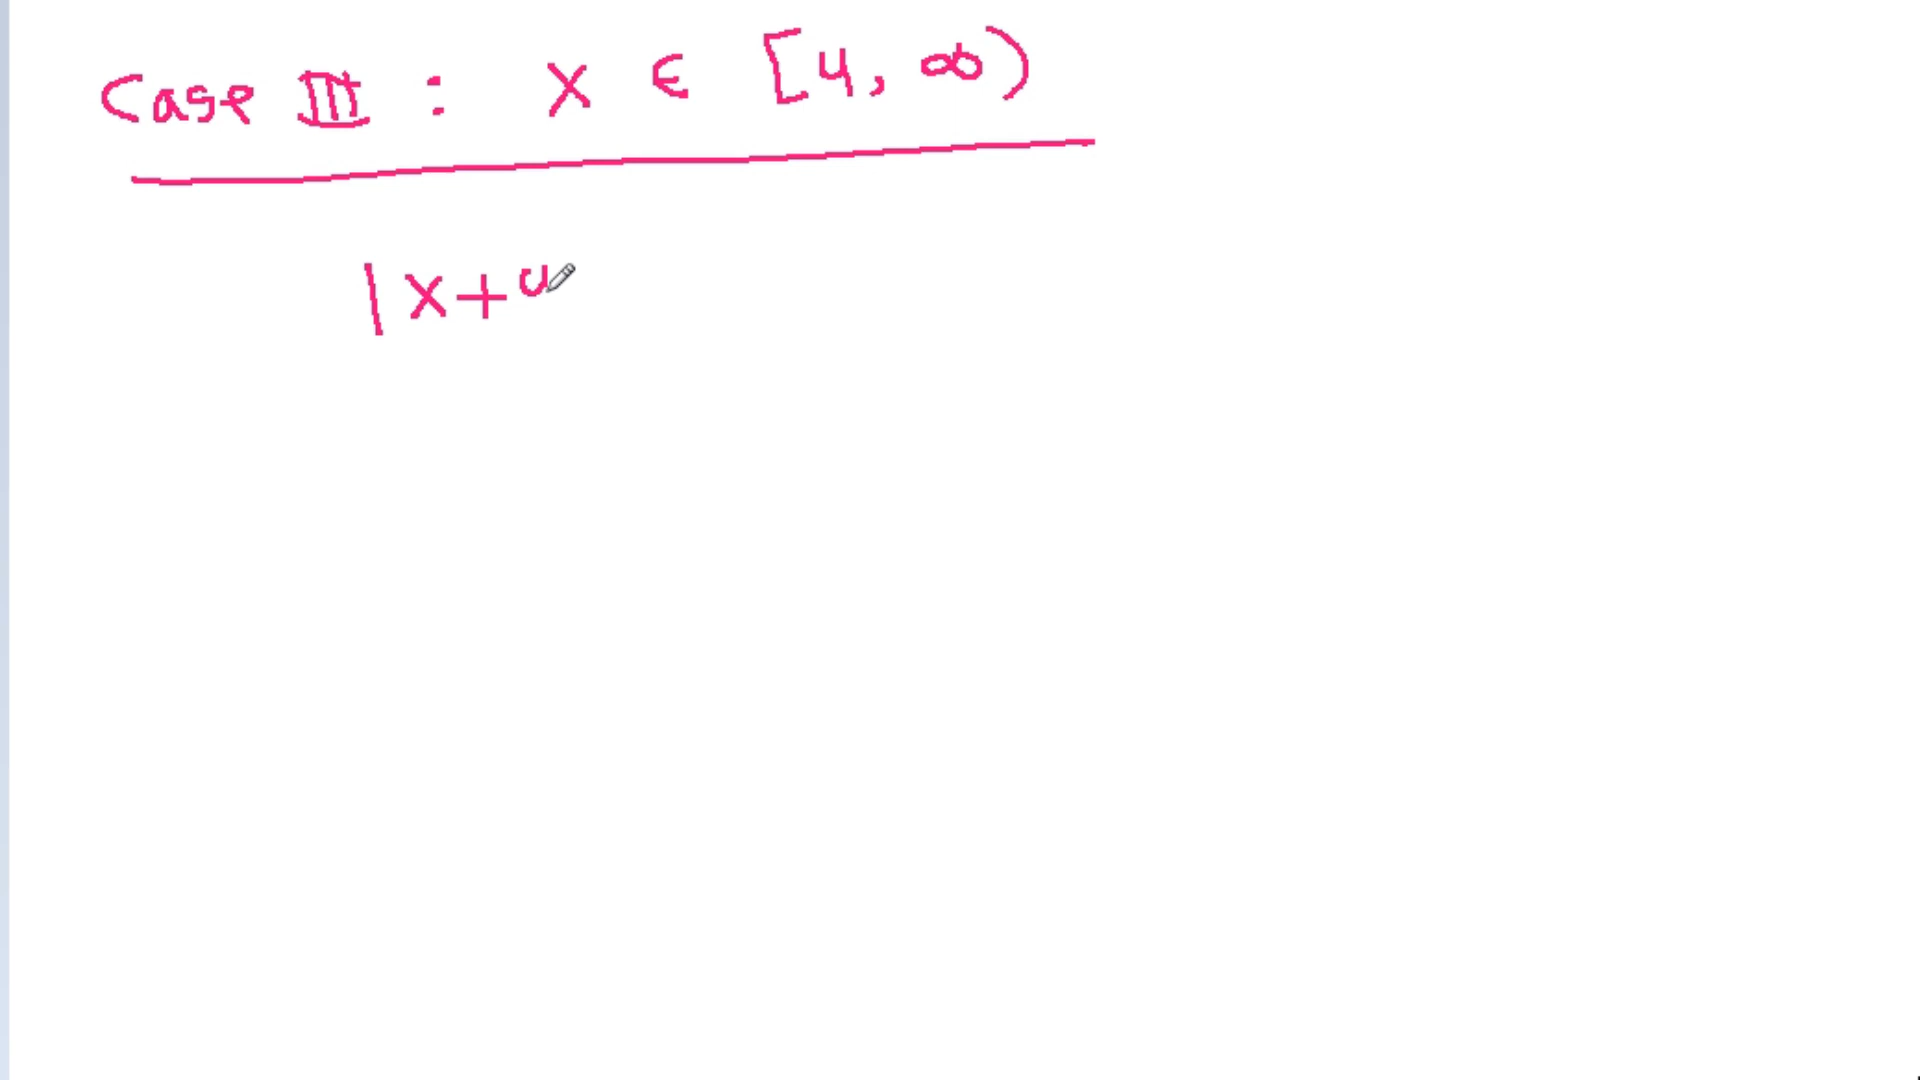 Case III : X ∈ [4, ∞)
|x+4